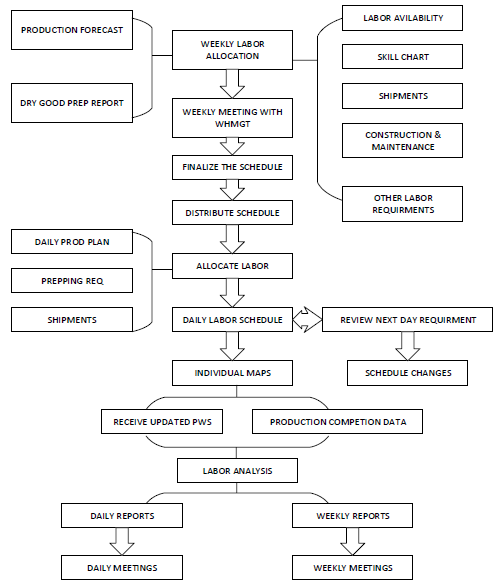 PRODUCTION FORECAST
DRY GOOD PREP REPORT
WEEKLY LABOR
ALLOCATION
LABOR AVILABILITY
SKILL CHART
SHIPMENTS
CONSTRUCTION &
MAINTENANCE
OTHER LABOR
REQUIRMENTS
WEEKLY MEETING WITH
WHMGT
FINALIZE THE SCHEDULE
DISTRIBUTE SCHEDULE
DAILY PROD PLAN
PREPPING REQ
SHIPMENTS
ALLOCATE LABOR
DAILY LABOR SCHEDULE
REVIEW NEXT DAY REQUIRMENT
INDIVIDUAL MAPS
SCHEDULE CHANGES
RECEIVE UPDATED PWS
PRODUCTION COMPETION DATA
LABOR ANALYSIS
DAILY REPORTS
WEEKLY REPORTS
DAILY MEETINGS
WEEKLY MEETINGS